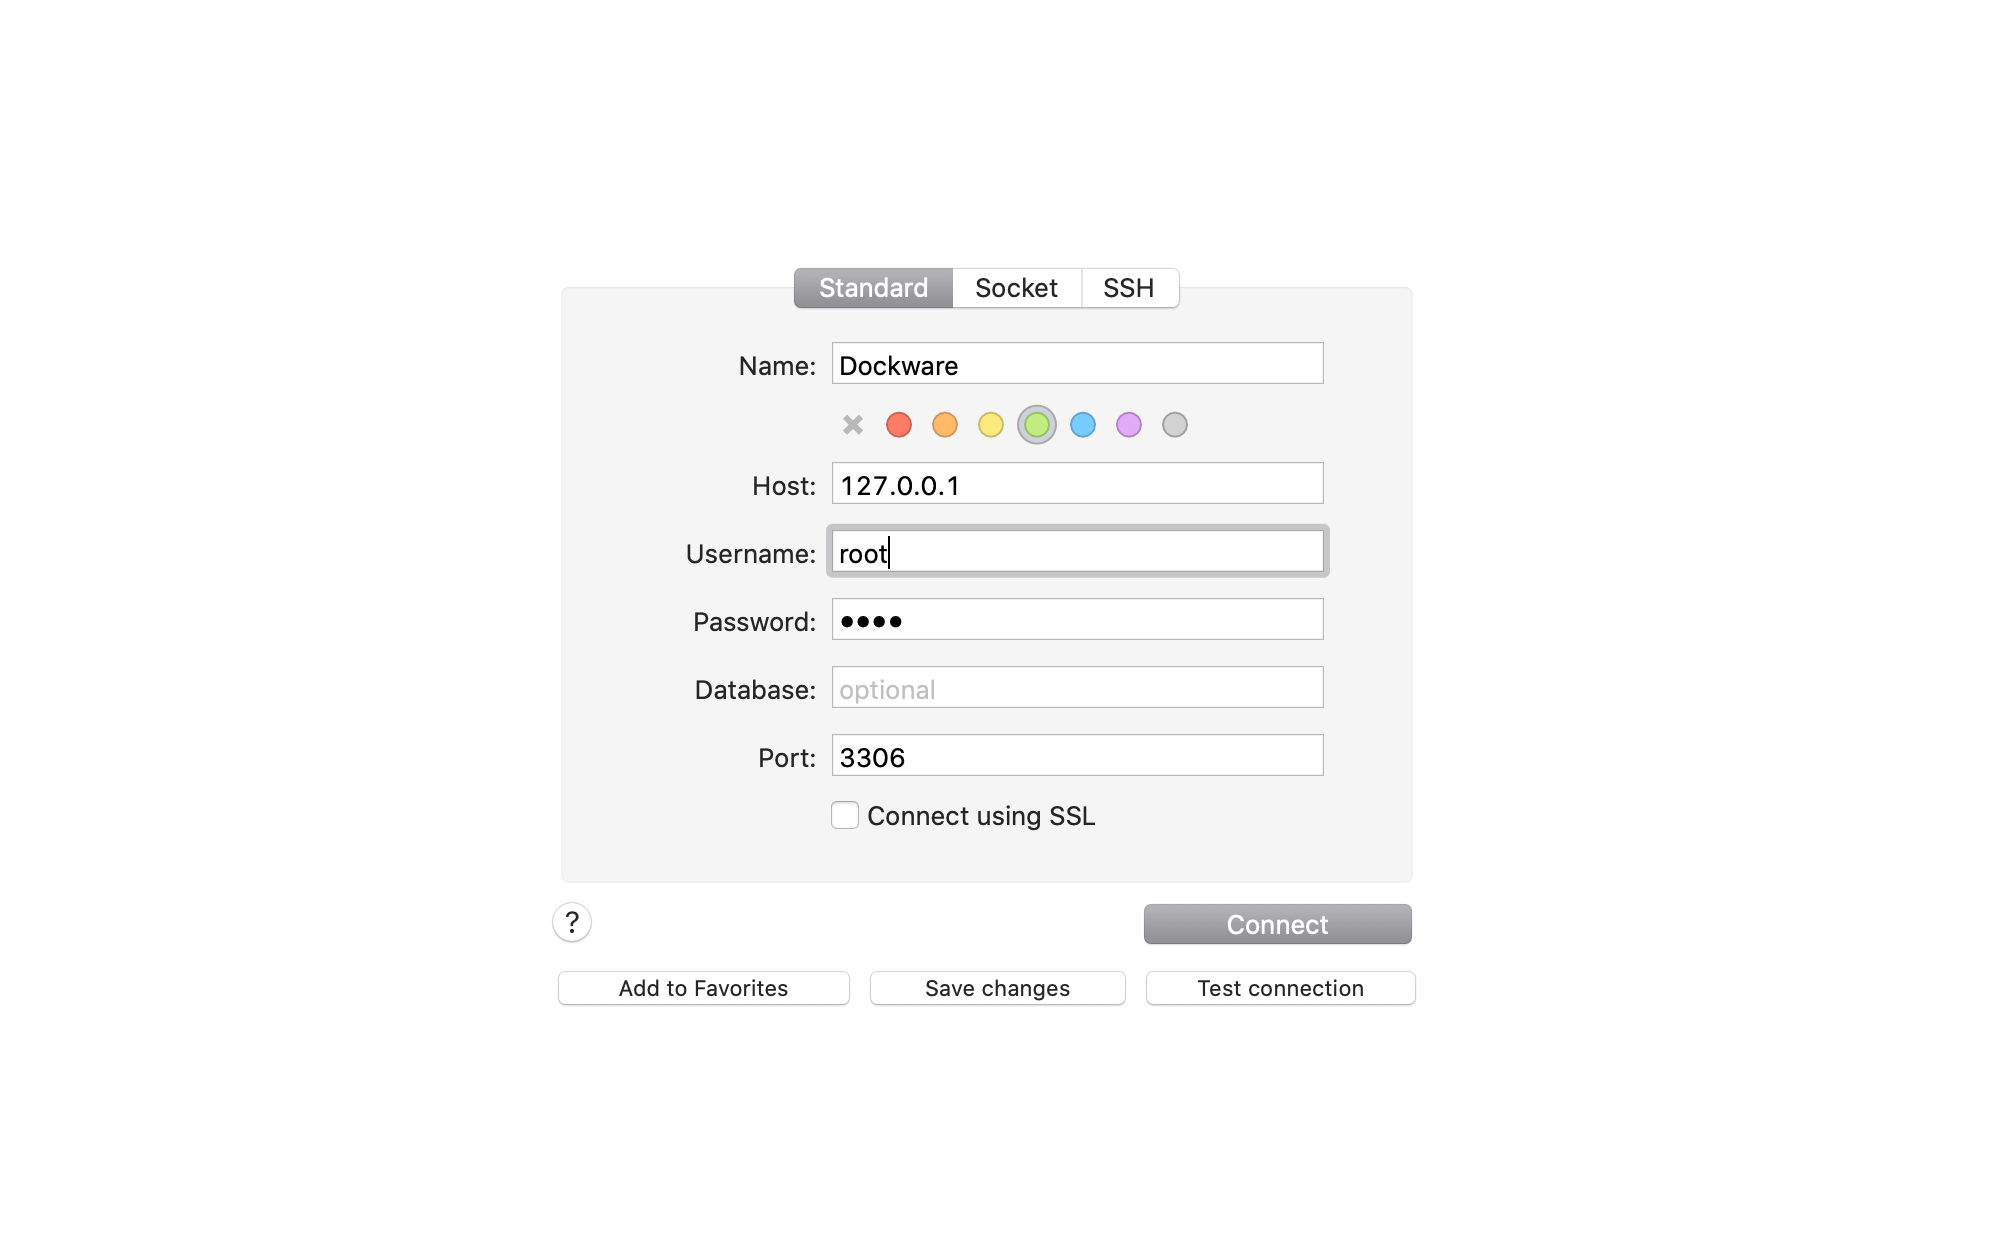 Standard Socket SSH
Name: Dockware
Host: 127.0.0.1
Username: root
Password: ••••
Database: optional
Port: 3306
Connect using SSL
? Connect
Add to Favorites Save changes Test connection